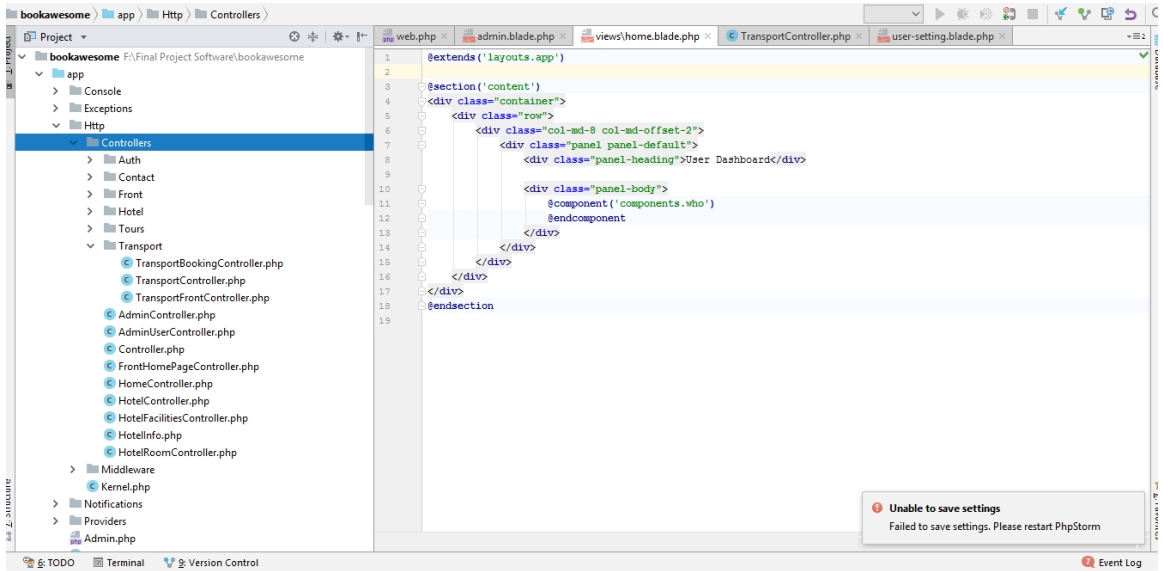 bookawesome app Http Controllers
Project
web.php admin.blade.php views\home.blade.php TransportController.php user-setting.blade.php
bookawesome F:\Final Project Software\bookawesome
app
Console
Exceptions
Http
Controllers
Auth
Contact
Front
Hotel
Tours
Transport
TransportBookingController.php
TransportController.php
TransportFrontController.php
AdminController.php
AdminUserController.php
Controller.php
FrontHomePageController.php
HomeController.php
HotelController.php
HotelFacilitiesController.php
HotelInfo.php
HotelRoomController.php
Middleware
Kernel.php
Notifications
Providers
Admin.php
1 @extends('layouts.app')
2
3 @section('content')
4 <div class="container">
5 <div class="row">
6 <div class="col-md-8 col-md-offset-2">
7 <div class="panel panel-default">
8 <div class="panel-heading">User Dashboard</div>
9
10 <div class="panel-body">
11 @component('components.who')
12 @endcomponent
13 </div>
14 </div>
15 </div>
16 </div>
17 </div>
18 @endsection
19
Database
Unable to save settings
Failed to save settings. Please restart PhpStorm
6: TODO Terminal 9: Version Control
7 Event Log